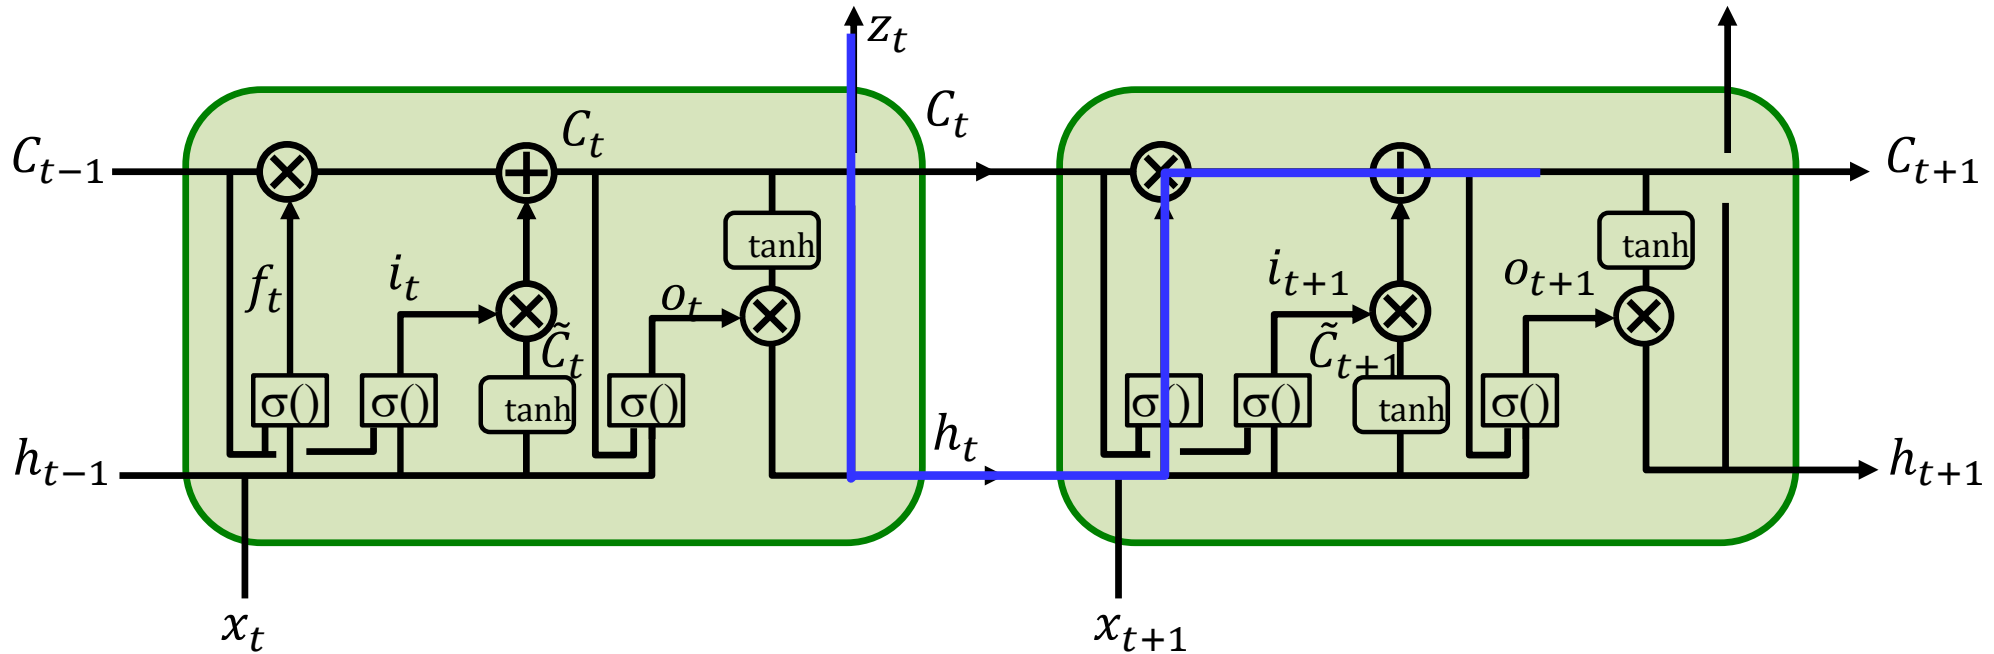 z_t
C_t
C_t
C_{t−1}
C_{t+1}
tanh
tanh
f_t
i_t
o_t
i_{t+1}
o_{t+1}
C̃_t
C̃_{t+1}
σ()
σ()
tanh
σ()
σ()
σ()
tanh
σ()
h_{t−1}
h_t
h_{t+1}
x_t
x_{t+1}